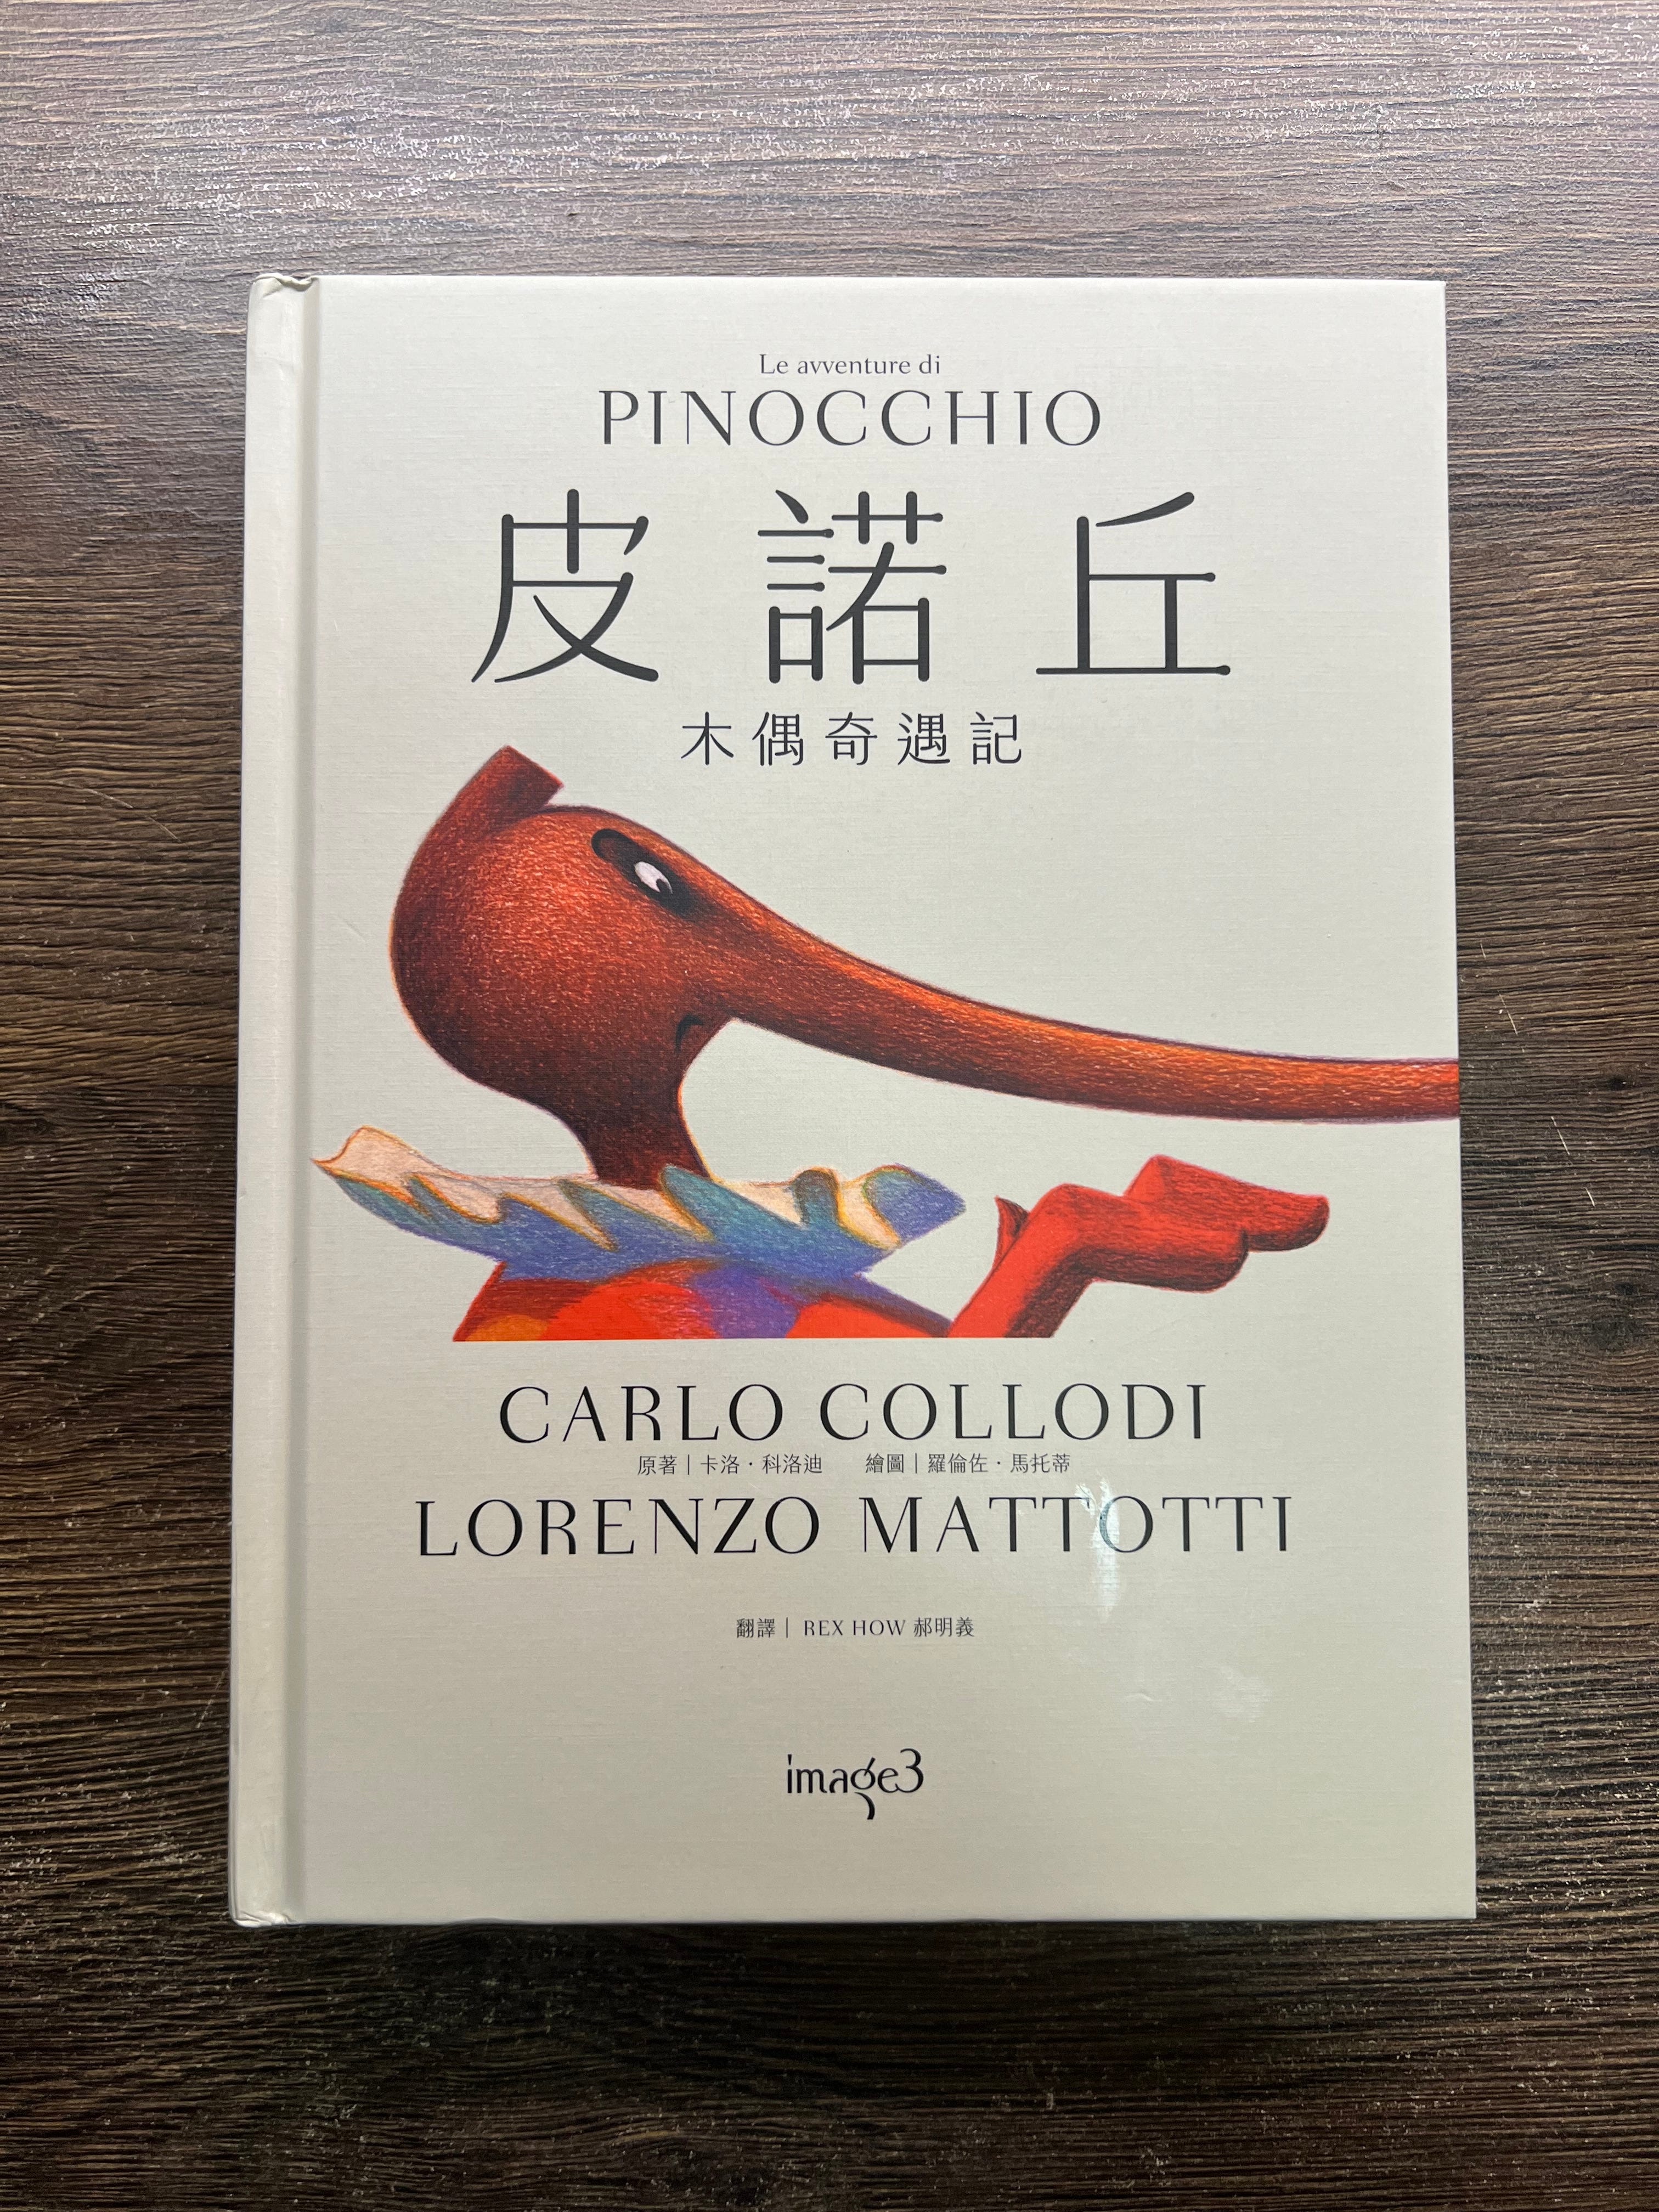 Le avventure di
PINOCCHIO
皮諾丘
木偶奇遇記
CARLO COLLODI
原著｜卡洛・科洛迪　繪圖｜羅倫佐・馬托蒂
LORENZO MATTOTTI
翻譯｜REX HOW 郝明義
image3